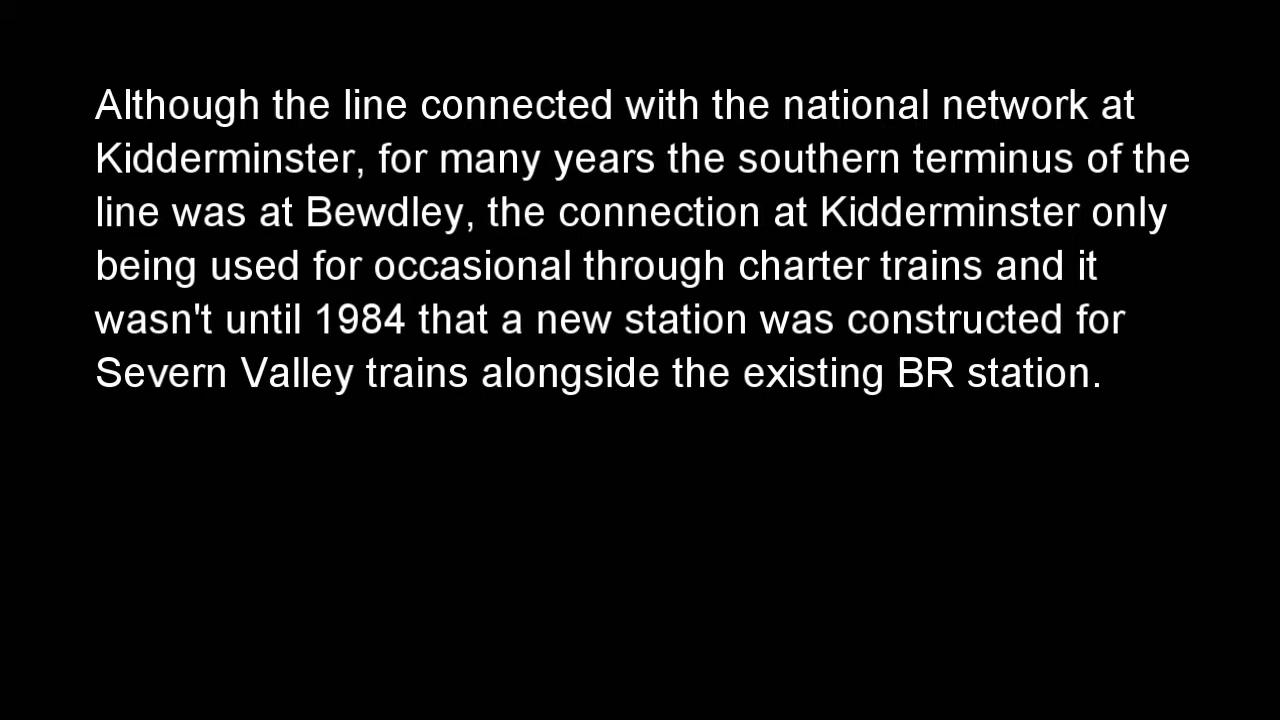 Although the line connected with the national network at
Kidderminster, for many years the southern terminus of the
line was at Bewdley, the connection at Kidderminster only
being used for occasional through charter trains and it
wasn't until 1984 that a new station was constructed for
Severn Valley trains alongside the existing BR station.